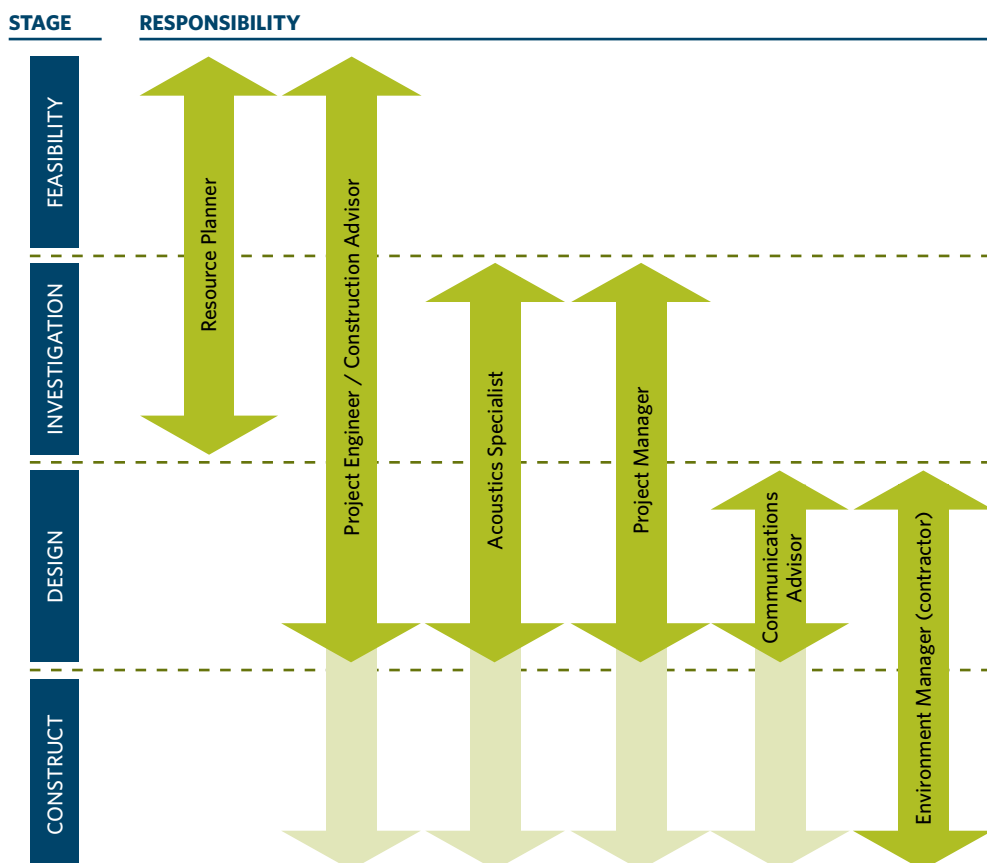 STAGE
RESPONSIBILITY
FEASIBILITY
INVESTIGATION
DESIGN
CONSTRUCT
Resource Planner
Project Engineer / Construction Advisor
Acoustics Specialist
Project Manager
Communications
Advisor
Environment Manager (contractor)